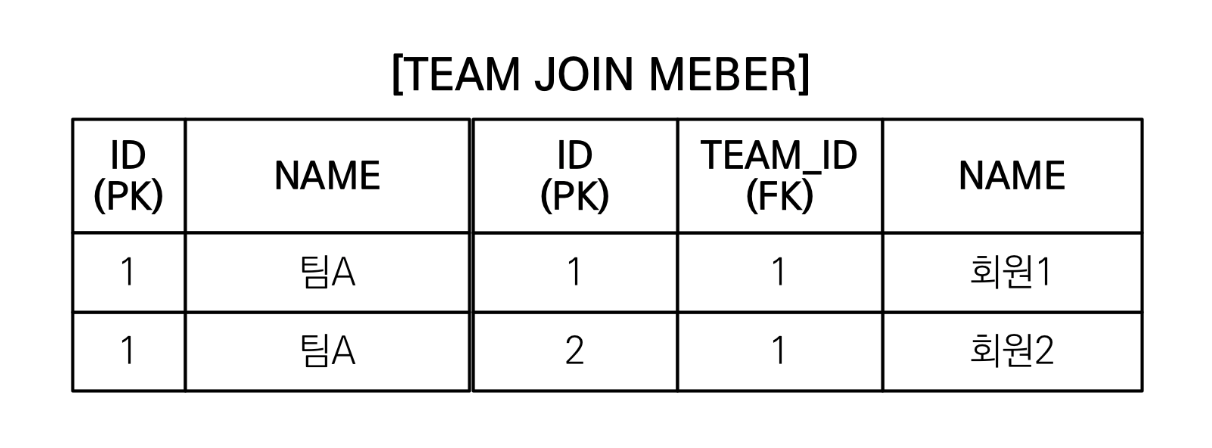 [TEAM JOIN MEBER]
ID (PK) NAME ID (PK) TEAM_ID (FK) NAME
1 팀A 1 1 회원1
1 팀A 2 1 회원2